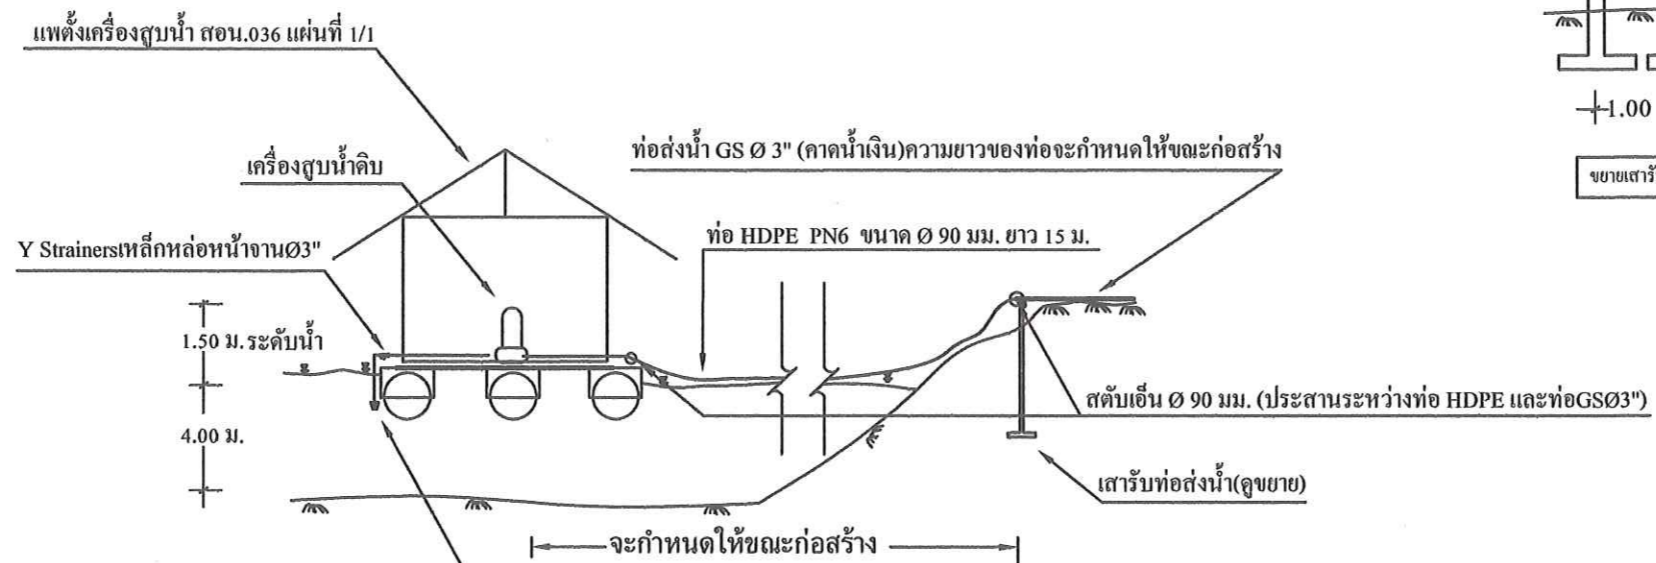 แพตั้งเครื่องสูบน้ำ สอน.036 แผ่นที่ 1/1
1.00
ท่อส่งน้ำ GS Ø 3" (คาดน้ำเงิน)ความยาวของท่อจะกำหนดให้ขณะก่อสร้าง
เครื่องสูบน้ำดิบ
Y Strainersเหล็กหล่อหน้าจานØ3"
ท่อ HDPE PN6 ขนาด Ø 90 มม. ยาว 15 ม.
1.50 ม.
ระดับน้ำ
สตับเอ็น Ø 90 มม. (ประสานระหว่างท่อ HDPE และท่อGSØ3")
4.00 ม.
เสารับท่อส่งน้ำ(ดูขยาย)
จะกำหนดให้ขณะก่อสร้าง